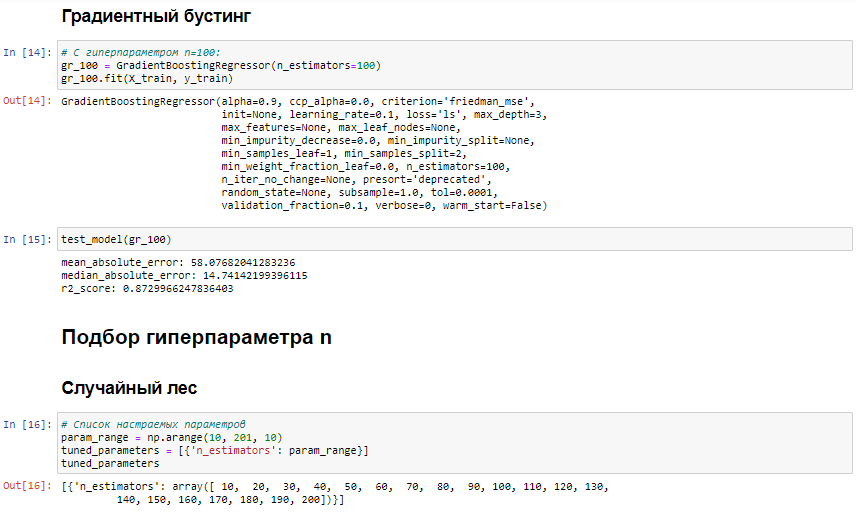 Градиентный бустинг
In [14]: # С гиперпараметром n=100:
gr_100 = GradientBoostingRegressor(n_estimators=100)
gr_100.fit(X_train, y_train)
Out[14]: GradientBoostingRegressor(alpha=0.9, ccp_alpha=0.0, criterion='friedman_mse',
init=None, learning_rate=0.1, loss='ls', max_depth=3,
max_features=None, max_leaf_nodes=None,
min_impurity_decrease=0.0, min_impurity_split=None,
min_samples_leaf=1, min_samples_split=2,
min_weight_fraction_leaf=0.0, n_estimators=100,
n_iter_no_change=None, presort='deprecated',
random_state=None, subsample=1.0, tol=0.0001,
validation_fraction=0.1, verbose=0, warm_start=False)
In [15]: test_model(gr_100)
mean_absolute_error: 58.07682041283236
median_absolute_error: 14.74142199396115
r2_score: 0.8729966247836403
Подбор гиперпараметра n
Случайный лес
In [16]: # Список настраемых параметров
param_range = np.arange(10, 201, 10)
tuned_parameters = [{'n_estimators': param_range}]
tuned_parameters
Out[16]: [{'n_estimators': array([ 10,  20,  30,  40,  50,  60,  70,  80,  90, 100, 110, 120, 130,
140, 150, 160, 170, 180, 190, 200])}]